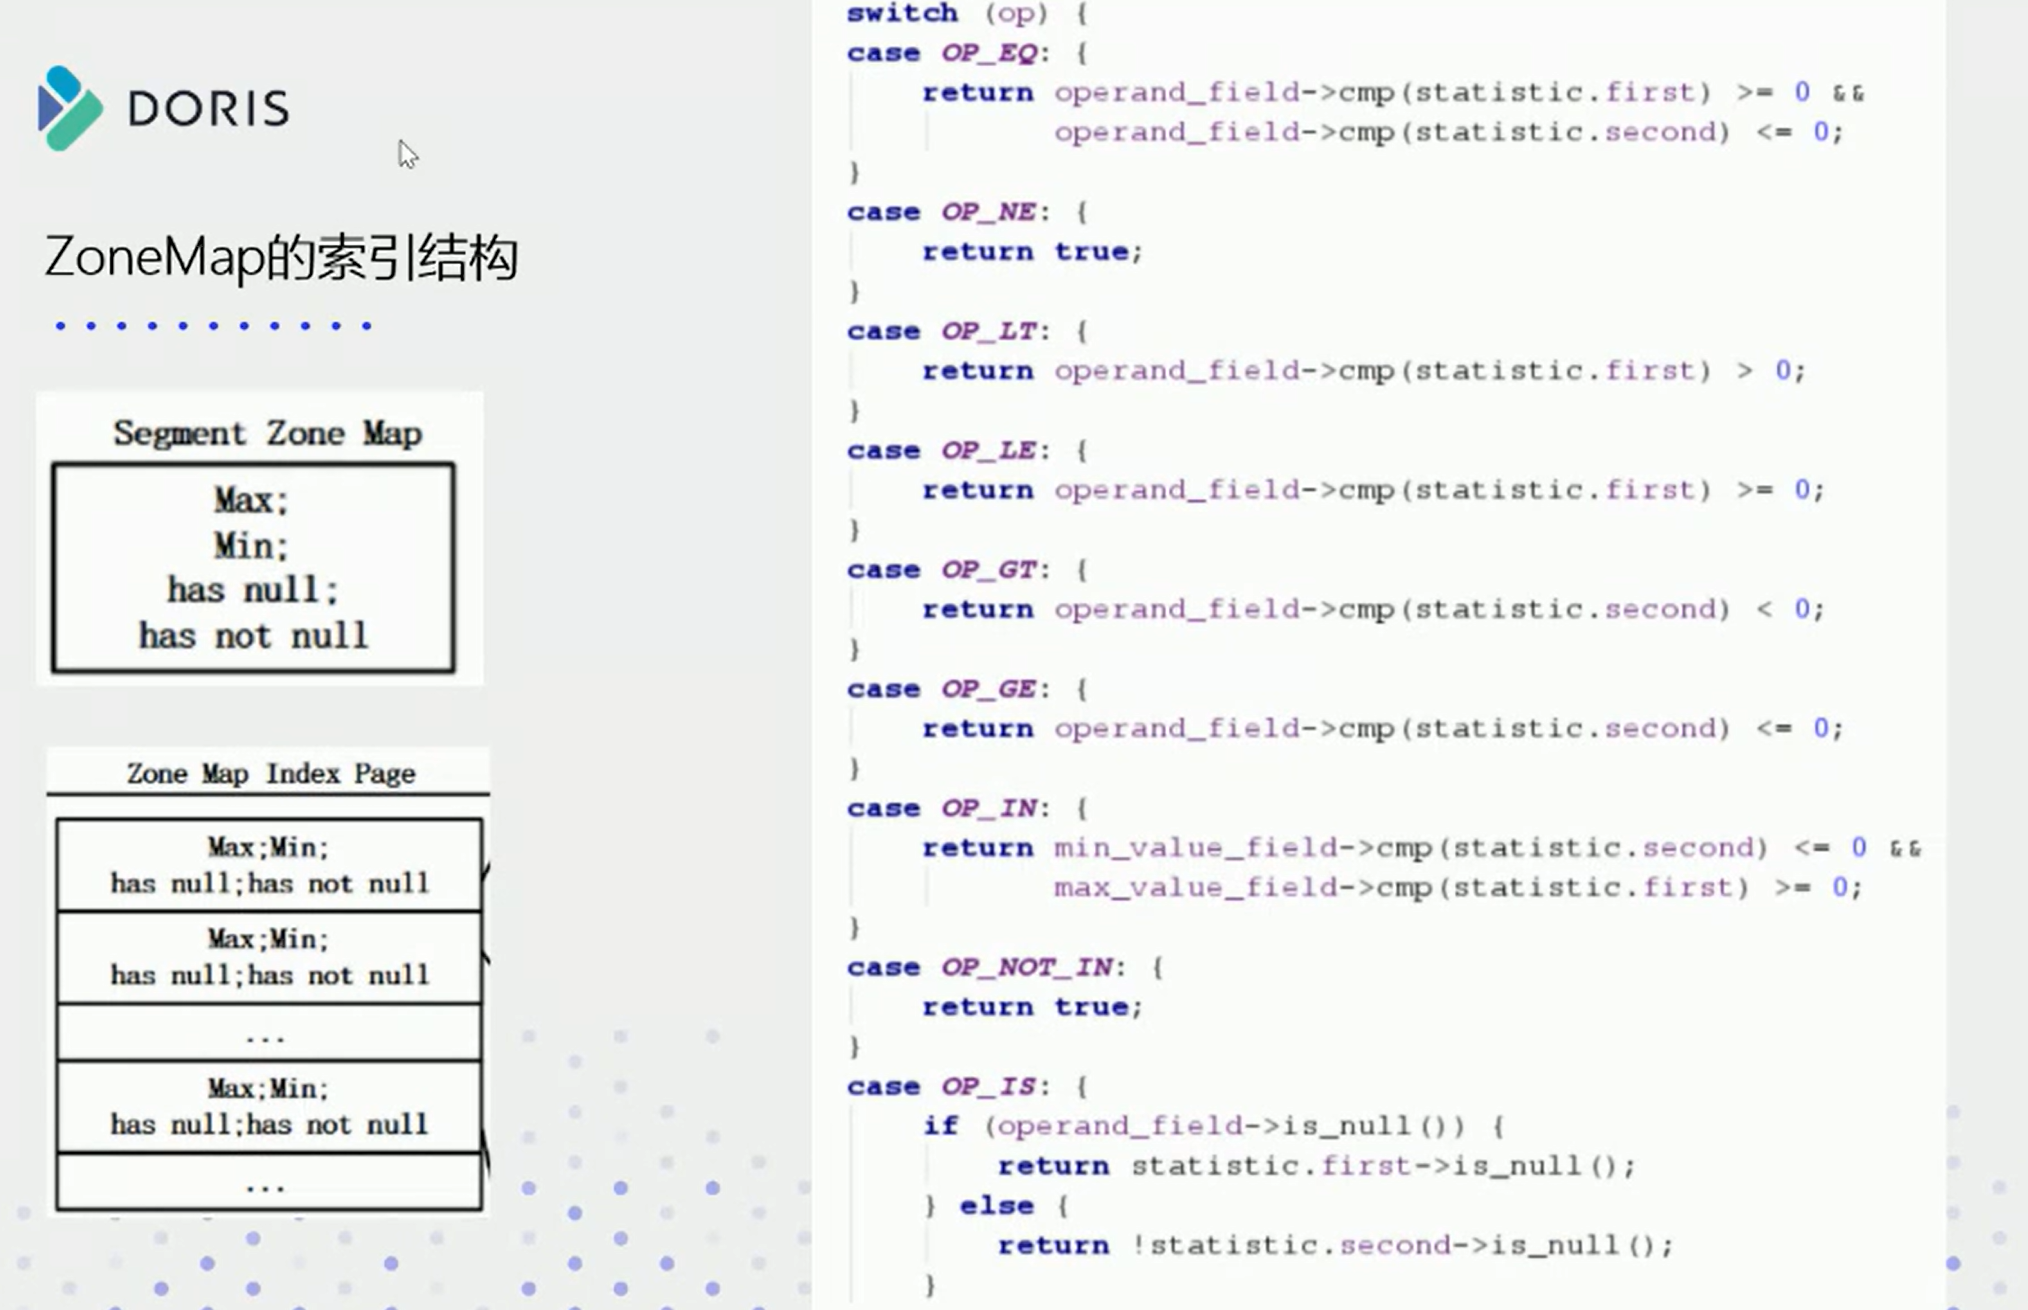 DORIS
ZoneMap的索引结构
Segment Zone Map
Max;
Min;
has null;
has not null
Zone Map Index Page
Max;Min;
has null;has not null
Max;Min;
has null;has not null
...
Max;Min;
has null;has not null
...
switch (op) {
case OP_EQ: {
return operand_field->cmp(statistic.first) >= 0 &&
operand_field->cmp(statistic.second) <= 0;
}
case OP_NE: {
return true;
}
case OP_LT: {
return operand_field->cmp(statistic.first) > 0;
}
case OP_LE: {
return operand_field->cmp(statistic.first) >= 0;
}
case OP_GT: {
return operand_field->cmp(statistic.second) < 0;
}
case OP_GE: {
return operand_field->cmp(statistic.second) <= 0;
}
case OP_IN: {
return min_value_field->cmp(statistic.second) <= 0 &&
max_value_field->cmp(statistic.first) >= 0;
}
case OP_NOT_IN: {
return true;
}
case OP_IS: {
if (operand_field->is_null()) {
return statistic.first->is_null();
} else {
return !statistic.second->is_null();
}